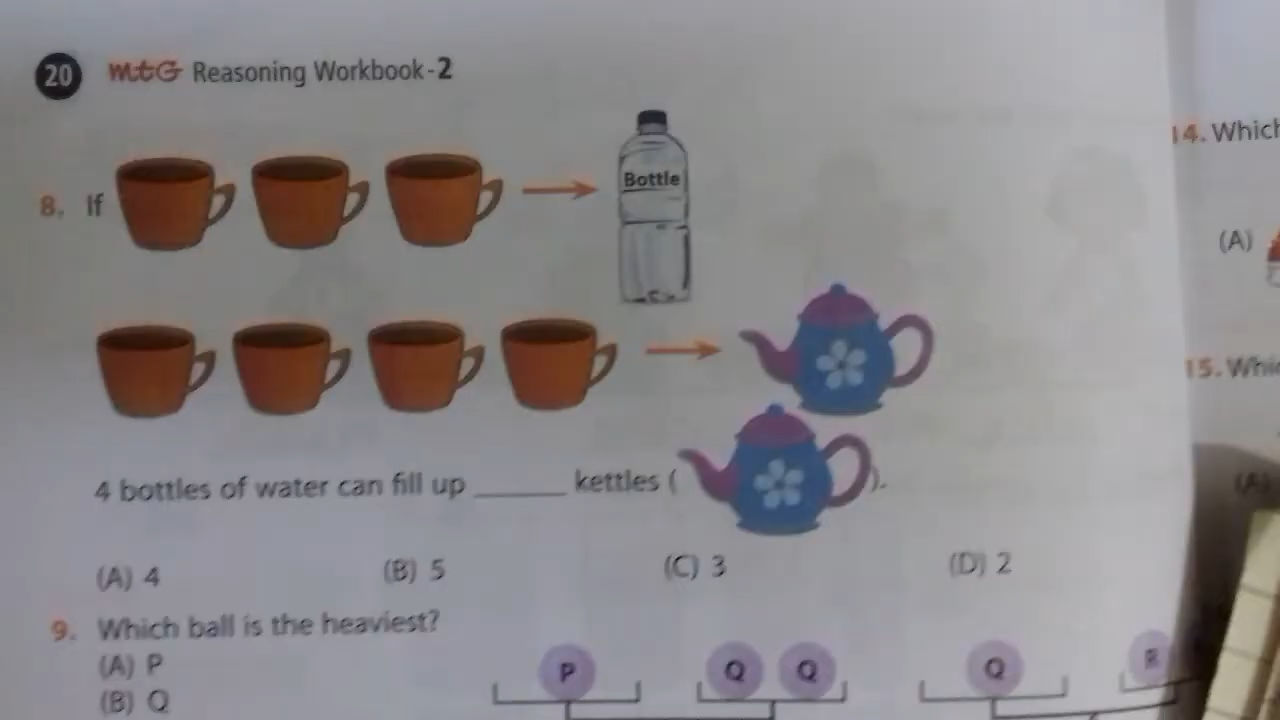 20 mtG Reasoning Workbook-2
8. If
Bottle
4 bottles of water can fill up ______ kettles ( ).
(A) 4 (B) 5 (C) 3 (D) 2
9. Which ball is the heaviest?
(A) P
(B) Q
P Q Q Q R
14. Which
(A)
15.
(A)